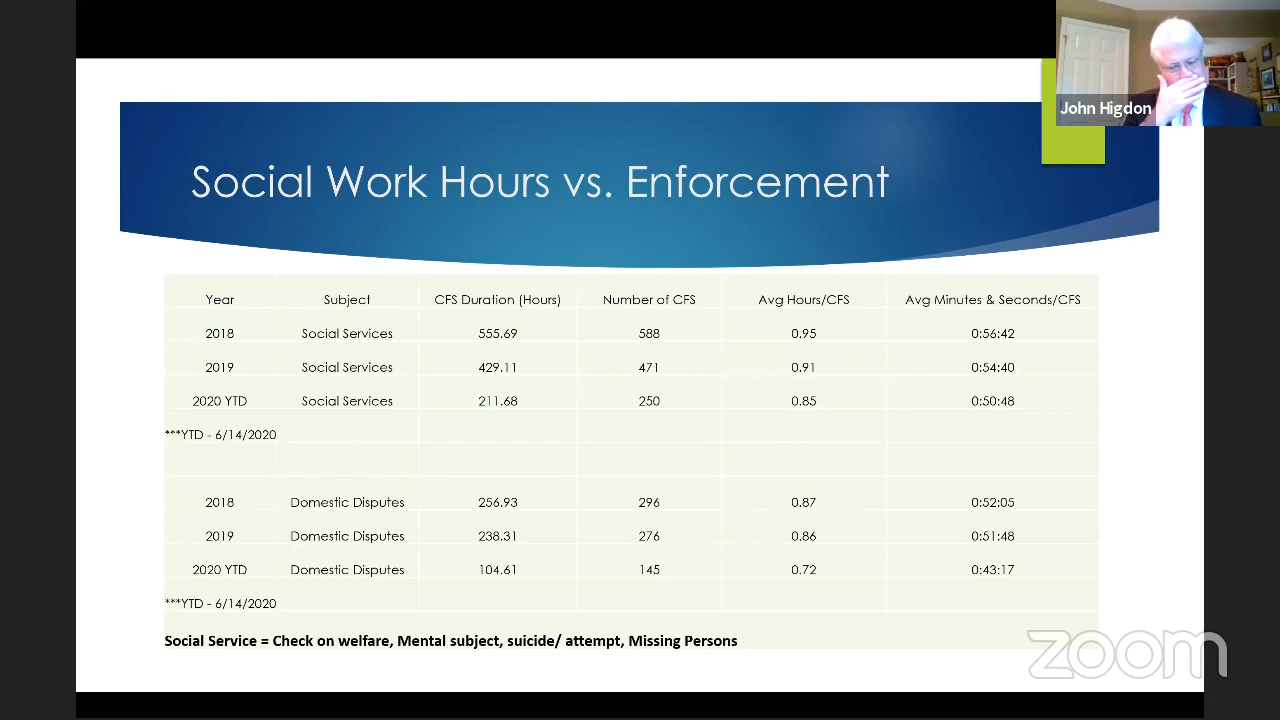 John Higdon
Social Work Hours vs. Enforcement
Year Subject CFS Duration (Hours) Number of CFS Avg Hours/CFS Avg Minutes & Seconds/CFS
2018 Social Services 555.69 588 0.95 0:56:42
2019 Social Services 429.11 471 0.91 0:54:40
2020 YTD Social Services 211.68 250 0.85 0:50:48
***YTD - 6/14/2020
2018 Domestic Disputes 256.93 296 0.87 0:52:05
2019 Domestic Disputes 238.31 276 0.86 0:51:48
2020 YTD Domestic Disputes 104.61 145 0.72 0:43:17
***YTD - 6/14/2020
Social Service = Check on welfare, Mental subject, suicide/ attempt, Missing Persons
zoom